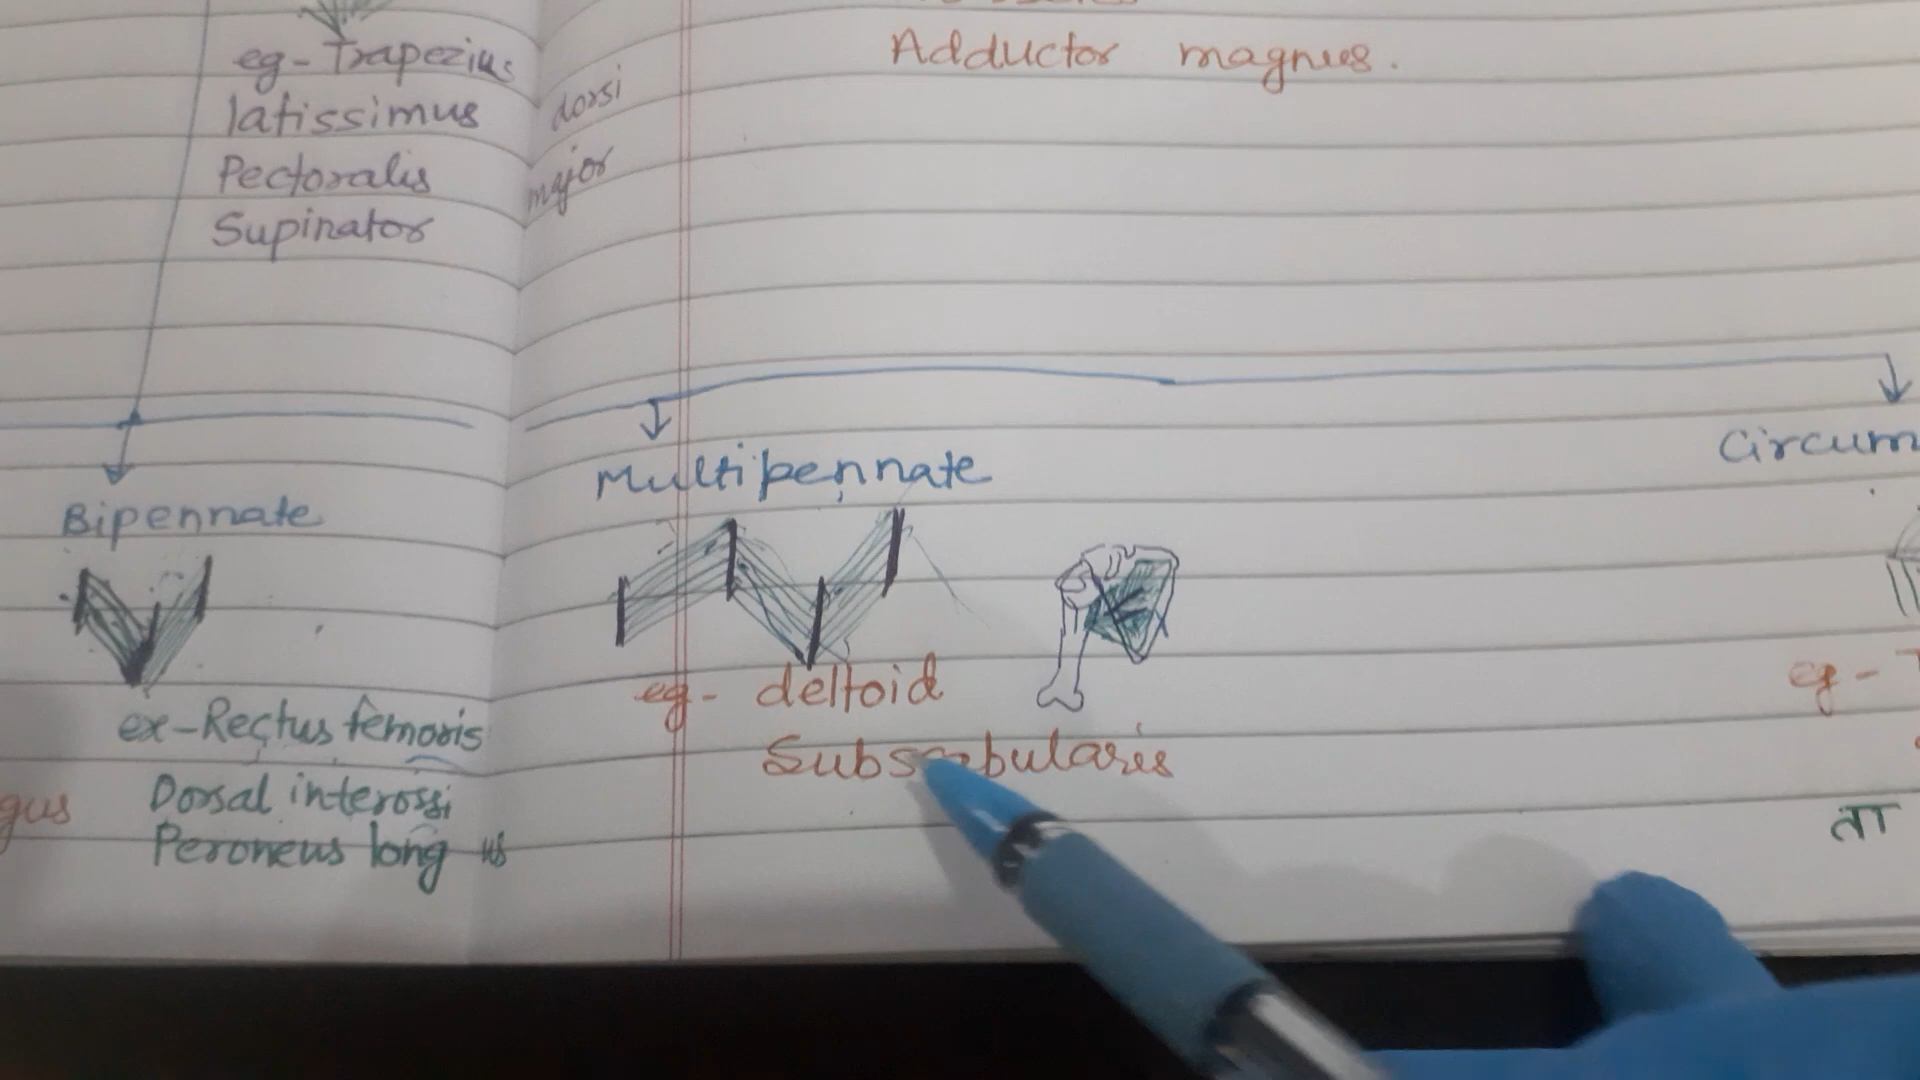 eg - Trapezius
latissimus dorsi
Pectoralis major
Supinator
Adductor magnus.
Bipennate
ex - Rectus femoris
Dorsal interossi
Peroneus longus
gus
Multipennate
eg - deltoid
Subscabularis
Circum
eg -
ता